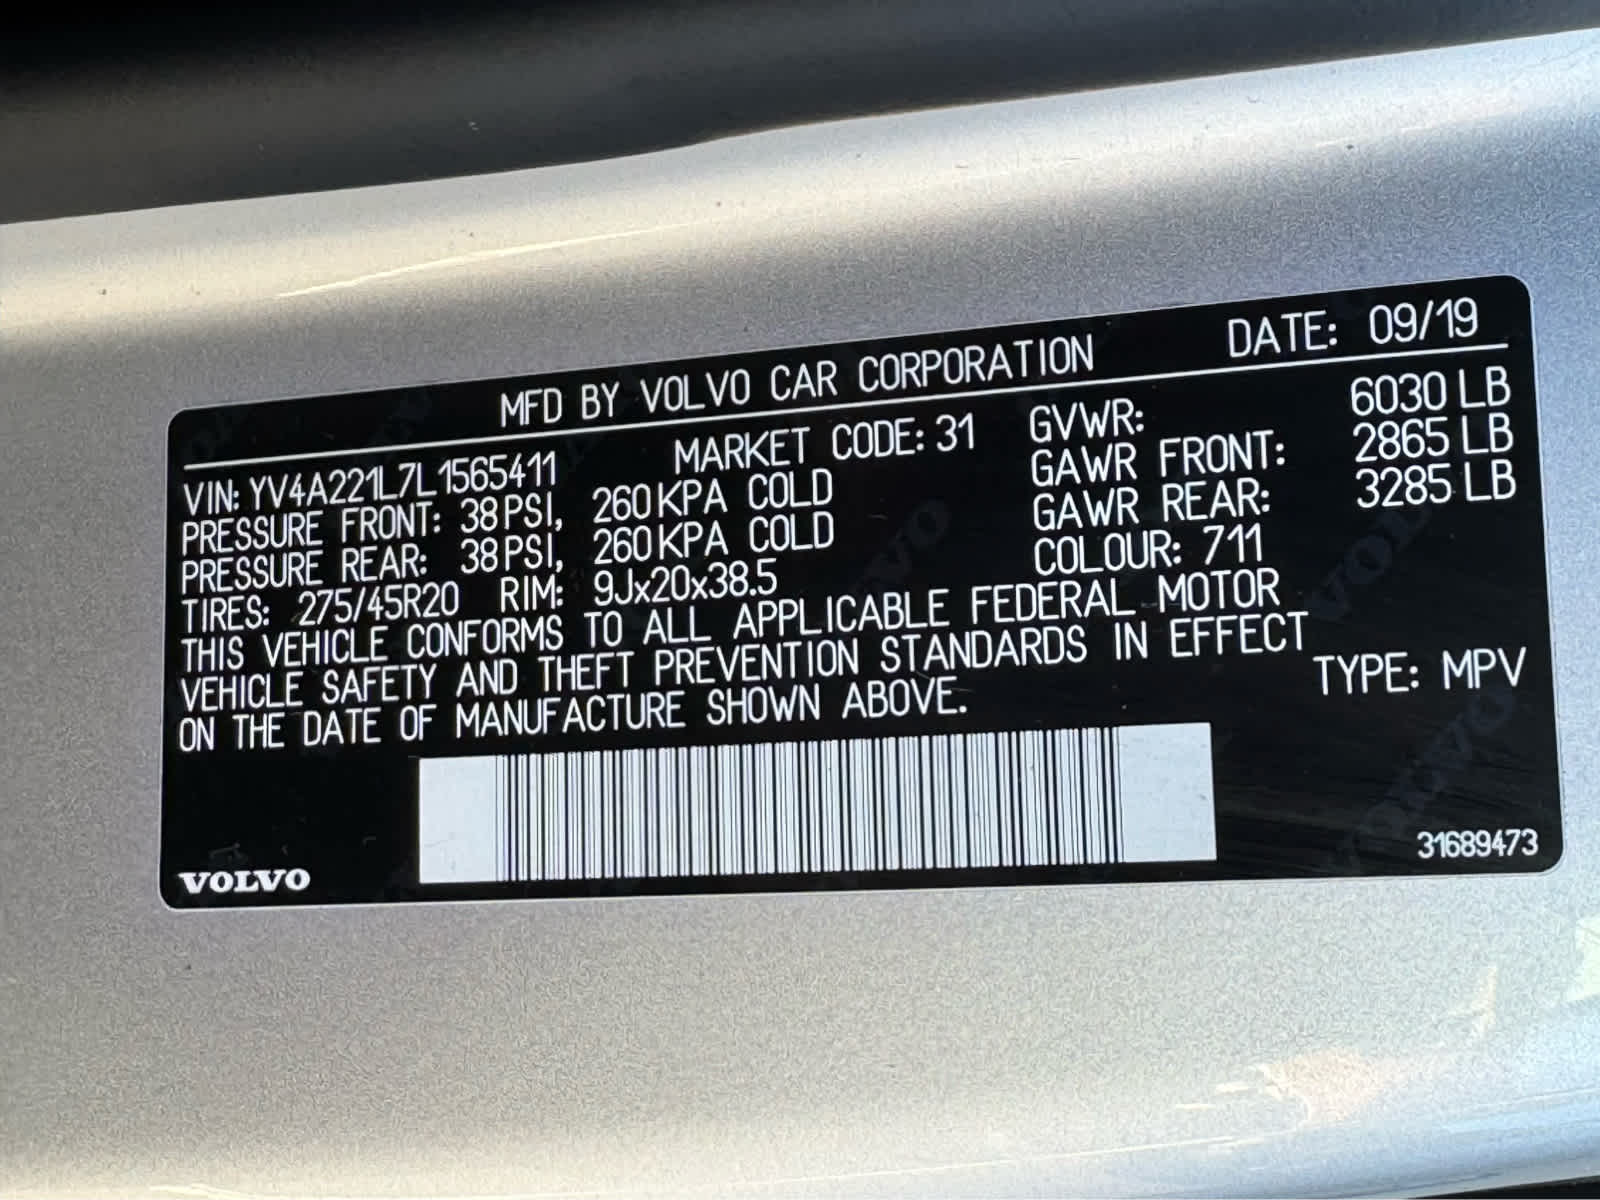 MFD BY VOLVO CAR CORPORATION DATE: 09/19
VIN: YV4A221L7L1565411 MARKET CODE: 31 GVWR: 6030 LB
PRESSURE FRONT: 38 PSI, 260 KPA COLD GAWR FRONT: 2865 LB
PRESSURE REAR: 38 PSI, 260 KPA COLD GAWR REAR: 3285 LB
TIRES: 275/45R20 RIM: 9Jx20x38.5 COLOUR: 711
THIS VEHICLE CONFORMS TO ALL APPLICABLE FEDERAL MOTOR
VEHICLE SAFETY AND THEFT PREVENTION STANDARDS IN EFFECT
ON THE DATE OF MANUFACTURE SHOWN ABOVE. TYPE: MPV
31689473
VOLVO